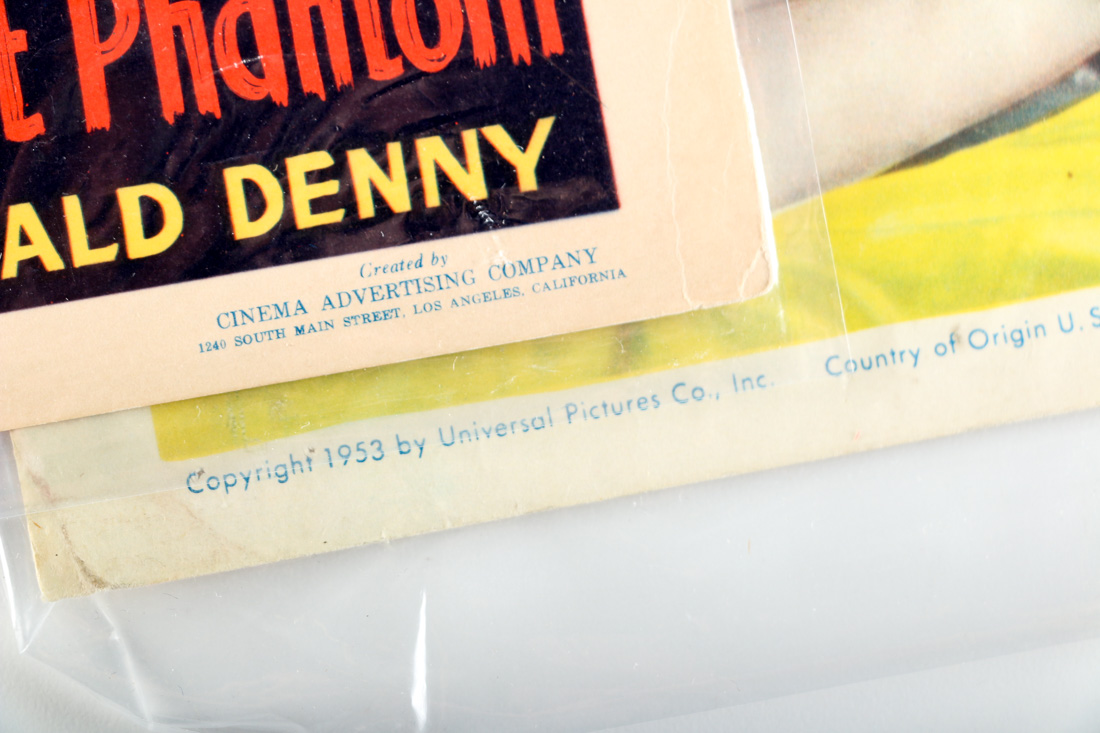 t Phantom
ALD DENNY
Created by
CINEMA ADVERTISING COMPANY
1240 SOUTH MAIN STREET, LOS ANGELES, CALIFORNIA
Copyright 1953 by Universal Pictures Co., Inc. Country of Origin U. S